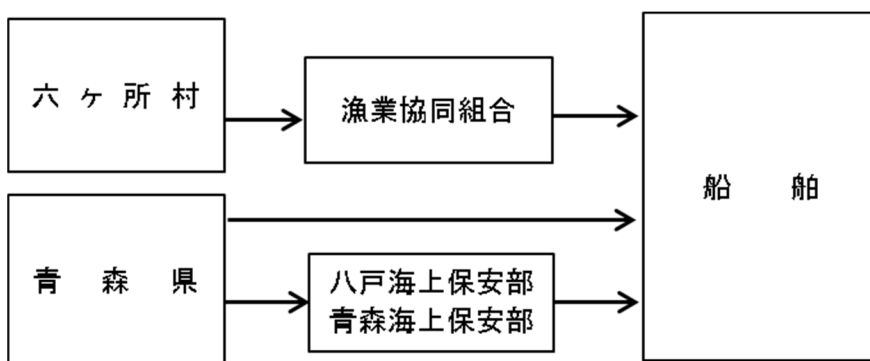 六ヶ所村
漁業協同組合
船舶
青森県
八戸海上保安部
青森海上保安部